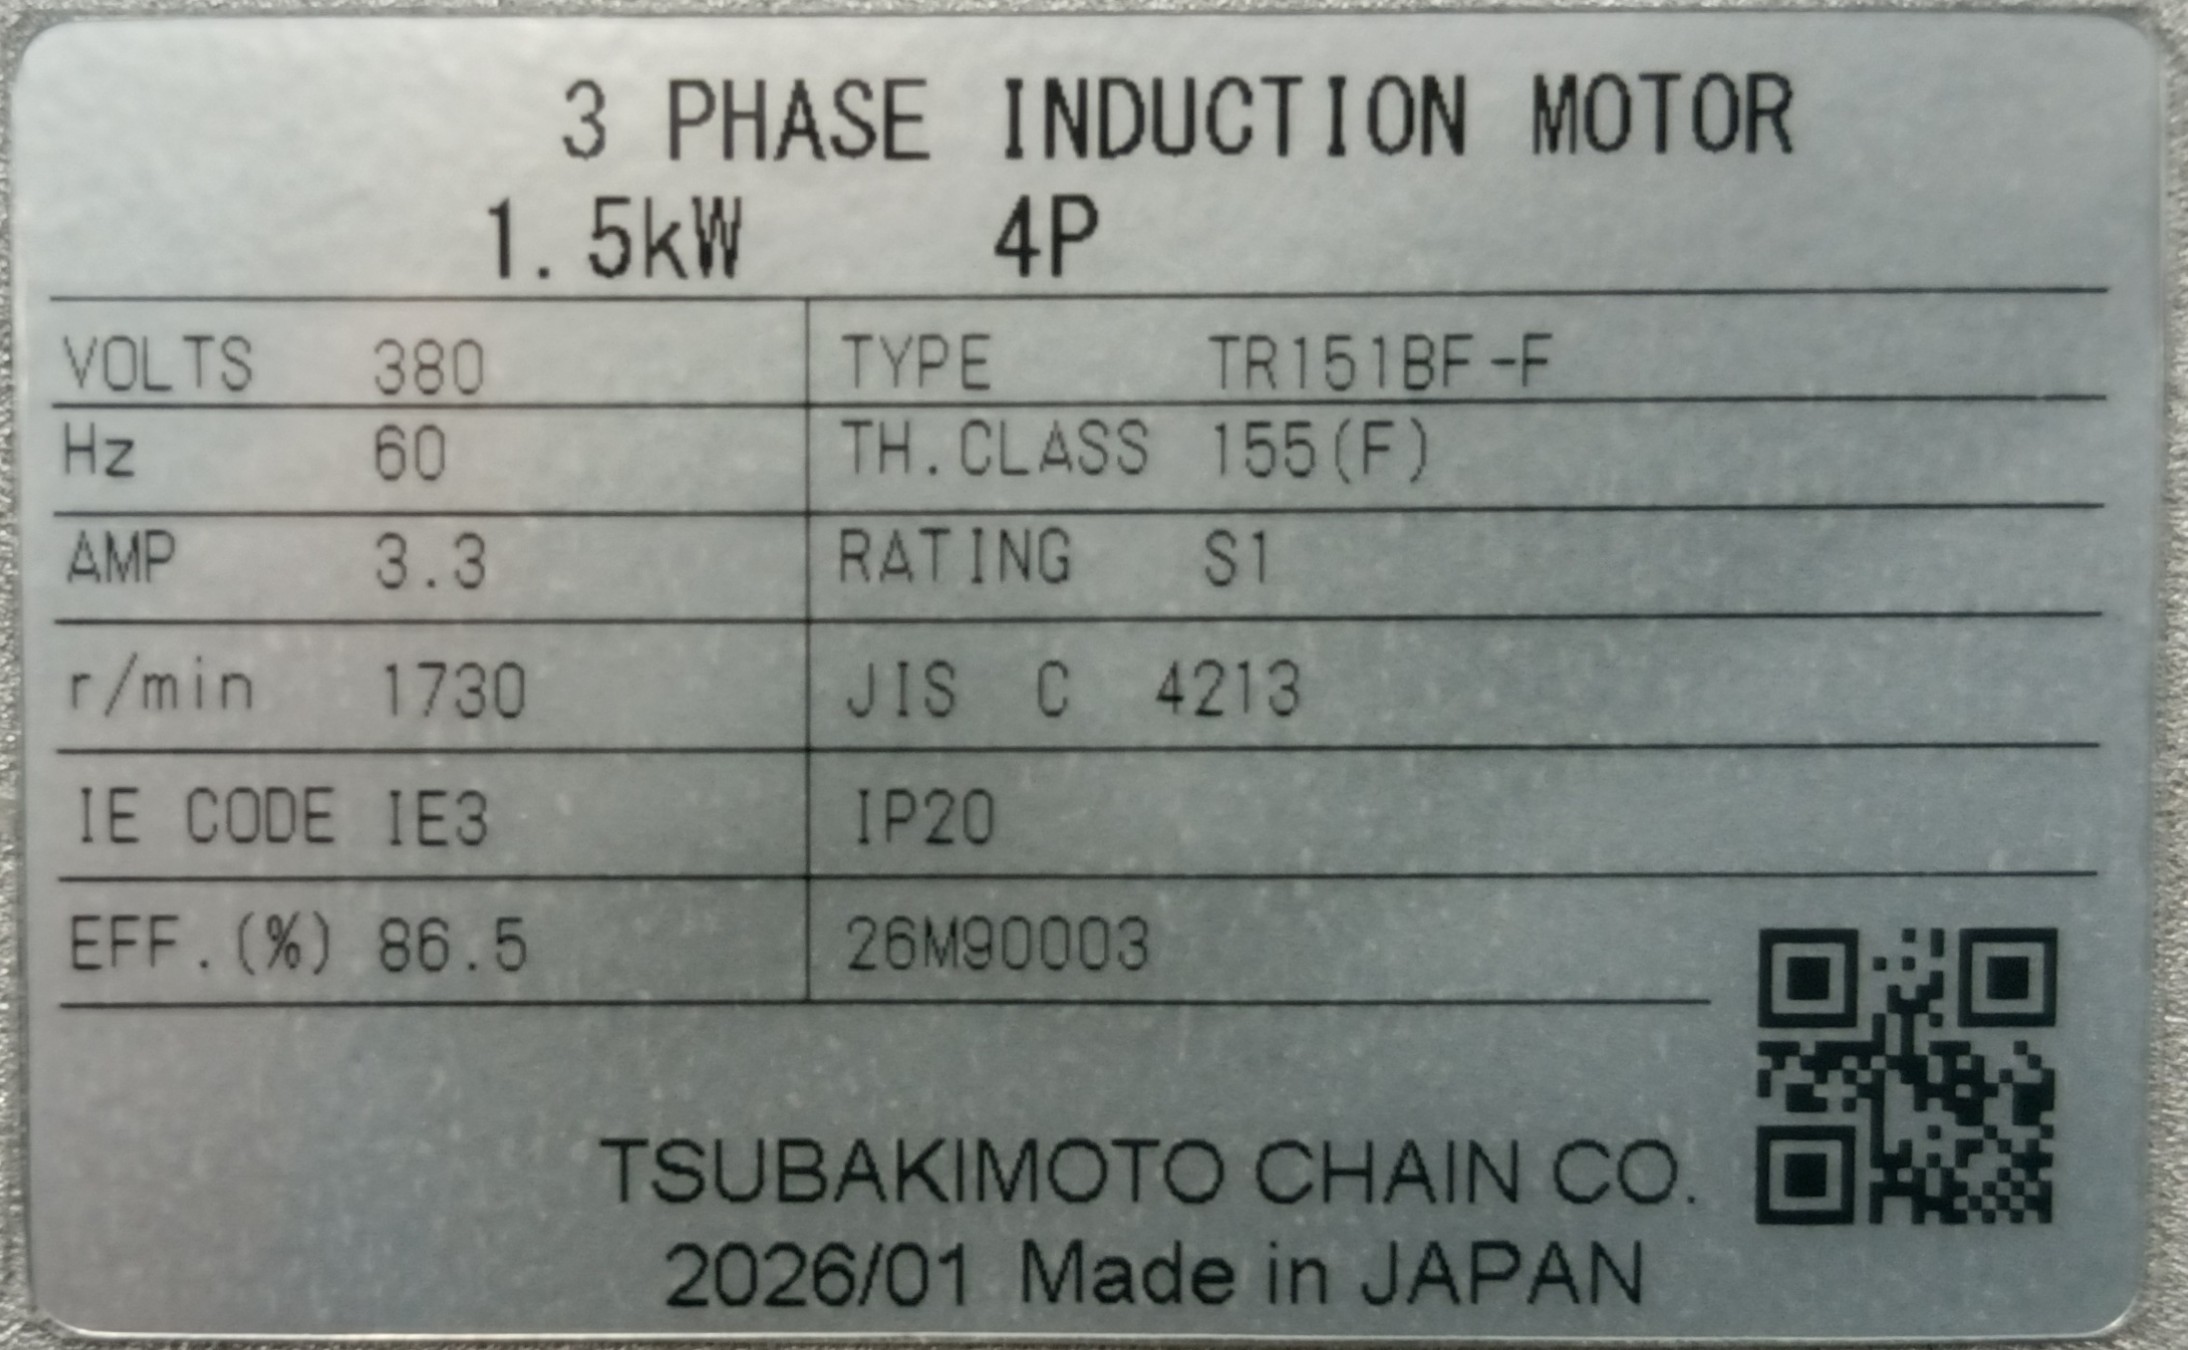 3 PHASE INDUCTION MOTOR
1.5kW 4P
VOLTS 380 TYPE TR151BF-F
Hz 60 TH.CLASS 155(F)
AMP 3.3 RATING S1
r/min 1730 JIS C 4213
IE CODE IE3 IP20
EFF.(%) 86.5 26M90003
TSUBAKIMOTO CHAIN CO.
2026/01 Made in JAPAN